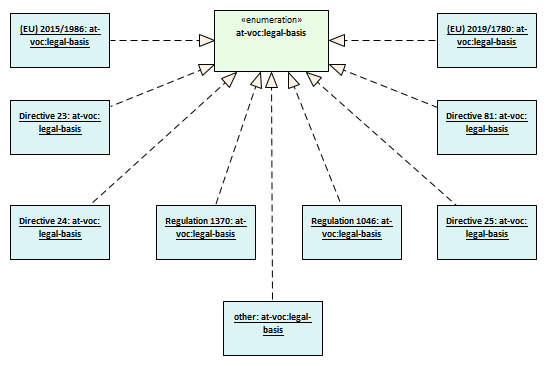 (EU) 2015/1986: at-
voc:legal-basis
«enumeration»
at-voc:legal-basis
(EU) 2019/1780: at-
voc:legal-basis
Directive 23: at-voc:
legal-basis
Directive 81: at-voc:
legal-basis
Directive 24: at-voc:
legal-basis
Regulation 1370: at-
voc:legal-basis
Regulation 1046: at-
voc:legal-basis
Directive 25: at-voc:
legal-basis
other: at-voc:legal-
basis